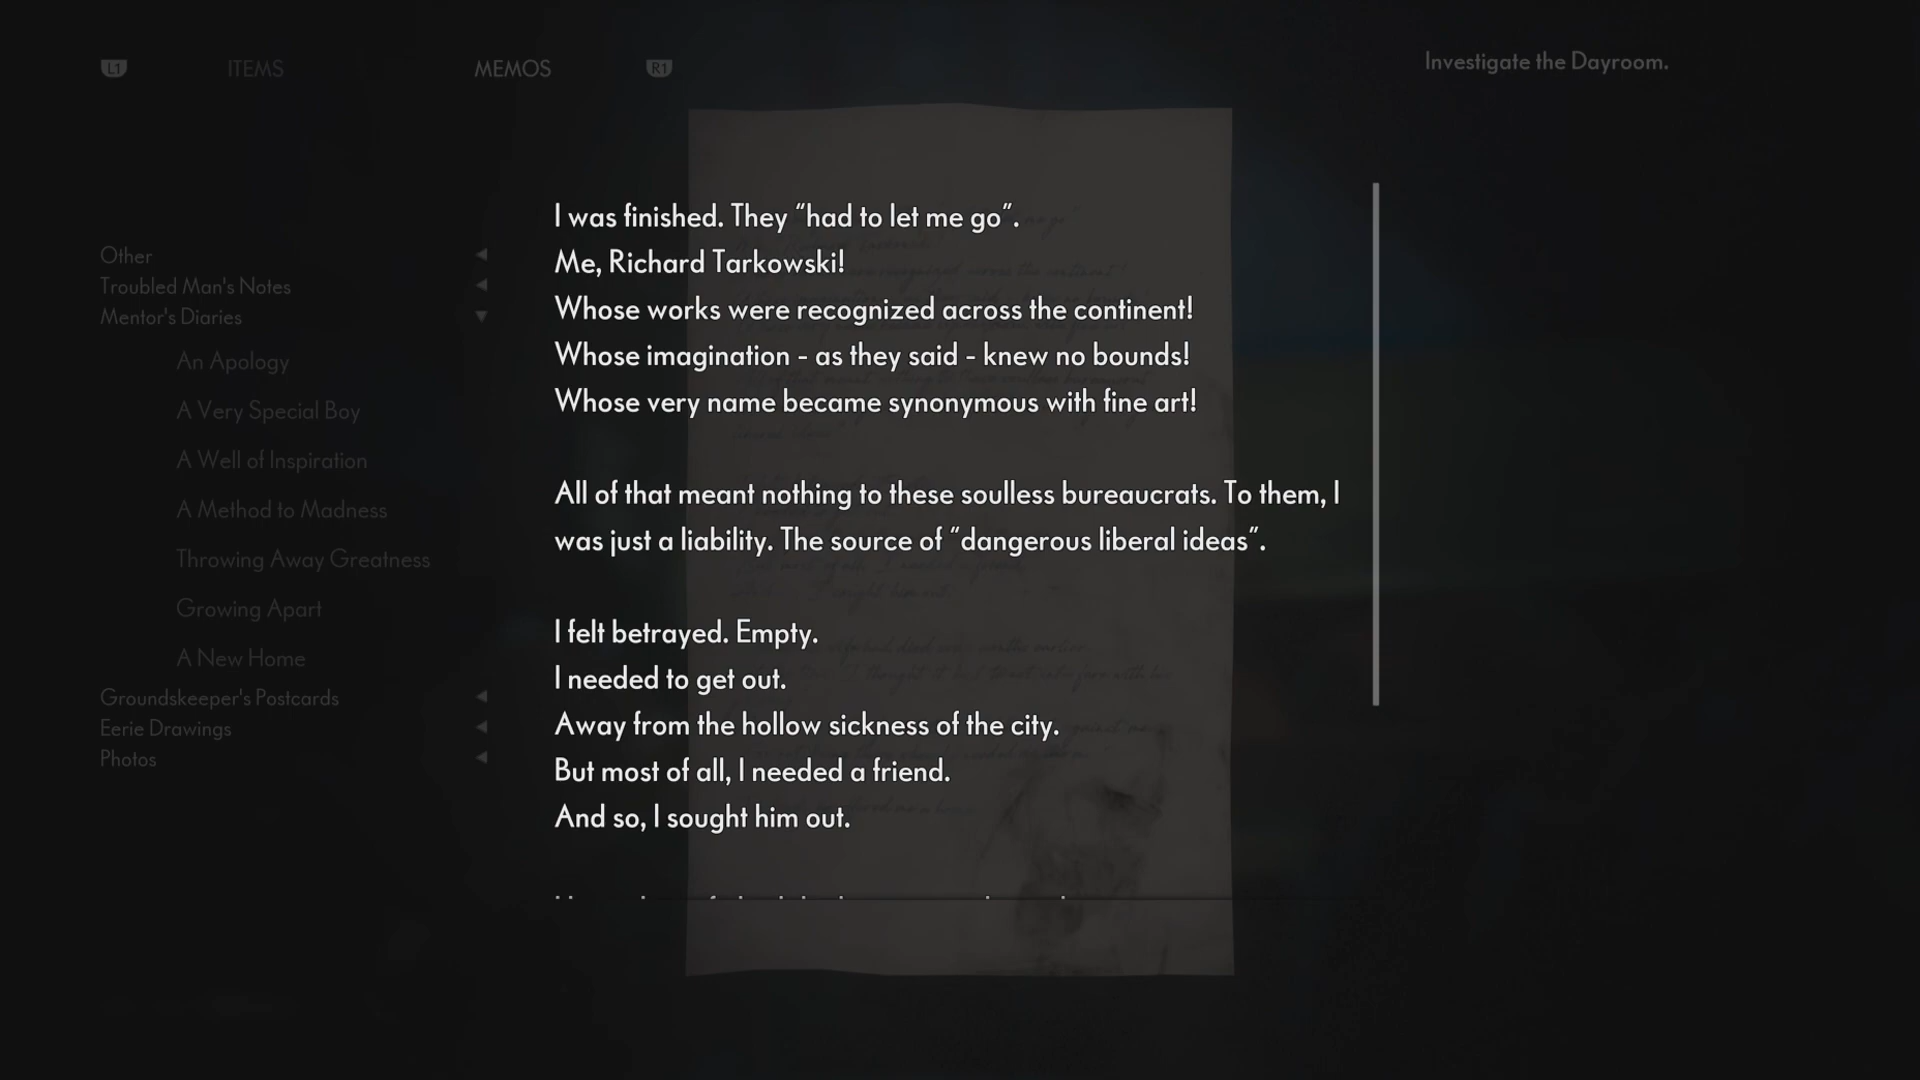 L1
ITEMS
MEMOS
R1
Investigate the Dayroom.
Other
Troubled Man's Notes
Mentor's Diaries
An Apology
A Very Special Boy
A Well of Inspiration
A Method to Madness
Throwing Away Greatness
Growing Apart
A New Home
Groundskeeper's Postcards
Eerie Drawings
Photos
I was finished. They “had to let me go”.
Me, Richard Tarkowski!
Whose works were recognized across the continent!
Whose imagination - as they said - knew no bounds!
Whose very name became synonymous with fine art!
All of that meant nothing to these soulless bureaucrats. To them, I
was just a liability. The source of “dangerous liberal ideas”.
I felt betrayed. Empty.
I needed to get out.
Away from the hollow sickness of the city.
But most of all, I needed a friend.
And so, I sought him out.